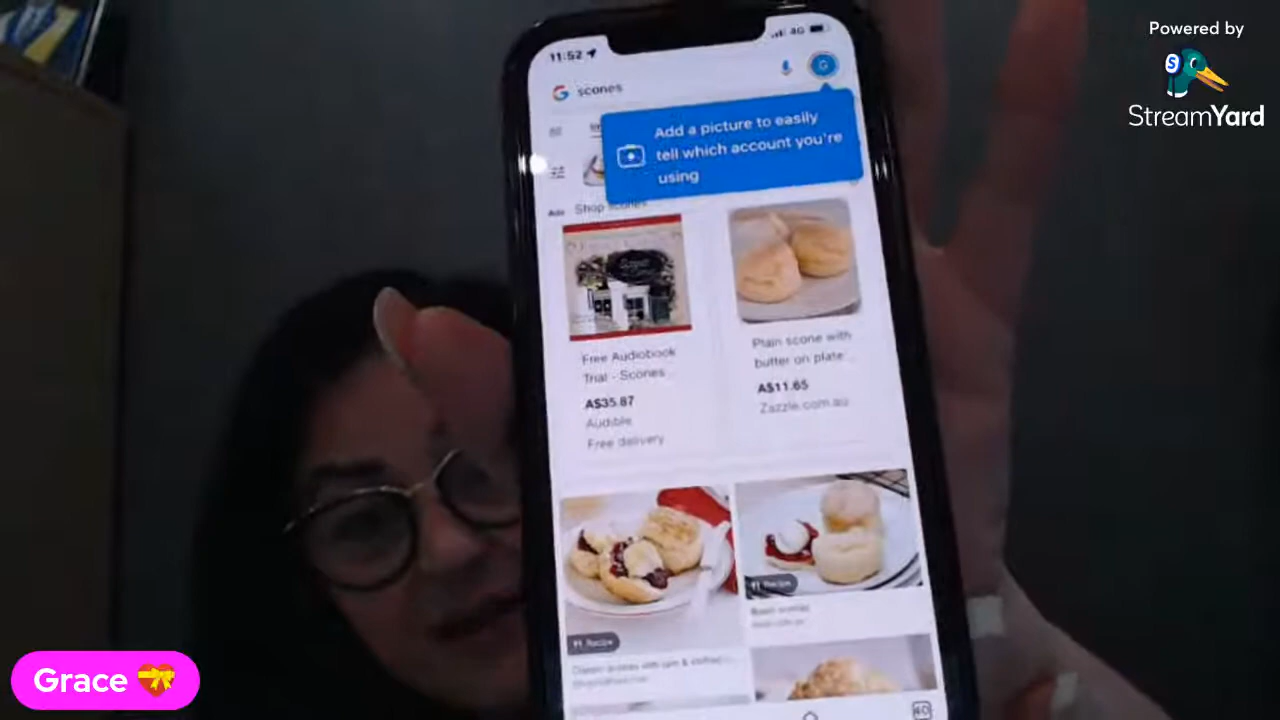 Powered by
StreamYard
11:52
4G
scones
G
Add a picture to easily
tell which account you're
using
Ads
Shop scones
Free Audiobook
Trial - Scones...
A$35.87
Audible
Free delivery
Plain scone with
butter on plate...
A$11.65
Zazzle.com.au
Recipe
Recipe
Grace